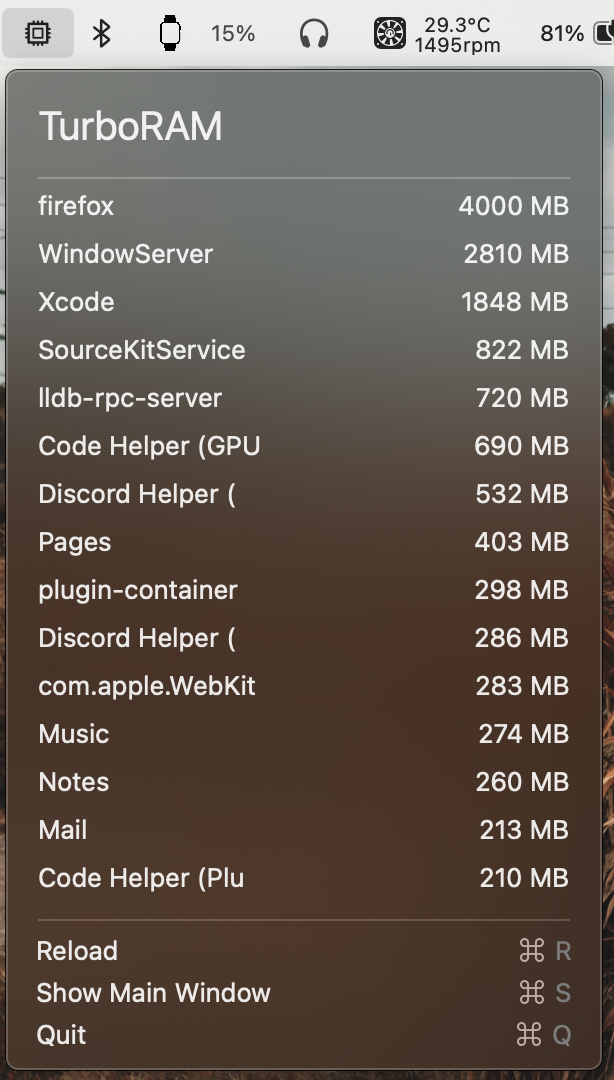 15%
29.3°C
1495rpm
81%
TurboRAM
firefox 4000 MB
WindowServer 2810 MB
Xcode 1848 MB
SourceKitService 822 MB
lldb-rpc-server 720 MB
Code Helper (GPU 690 MB
Discord Helper ( 532 MB
Pages 403 MB
plugin-container 298 MB
Discord Helper ( 286 MB
com.apple.WebKit 283 MB
Music 274 MB
Notes 260 MB
Mail 213 MB
Code Helper (Plu 210 MB
Reload ⌘ R
Show Main Window ⌘ S
Quit ⌘ Q